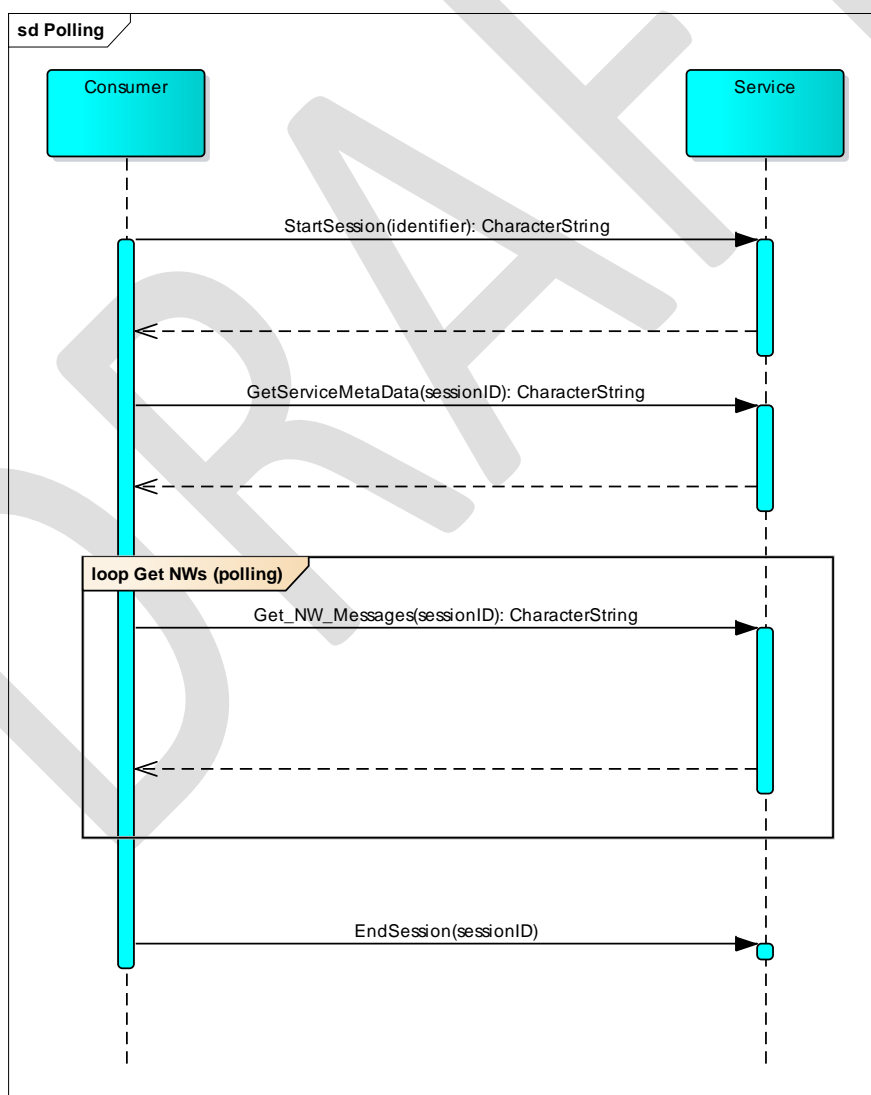 sd Polling
Consumer
Service
StartSession(identifier): CharacterString
GetServiceMetaData(sessionID): CharacterString
loop Get NWs (polling)
Get_NW_Messages(sessionID): CharacterString
EndSession(sessionID)
DRAF